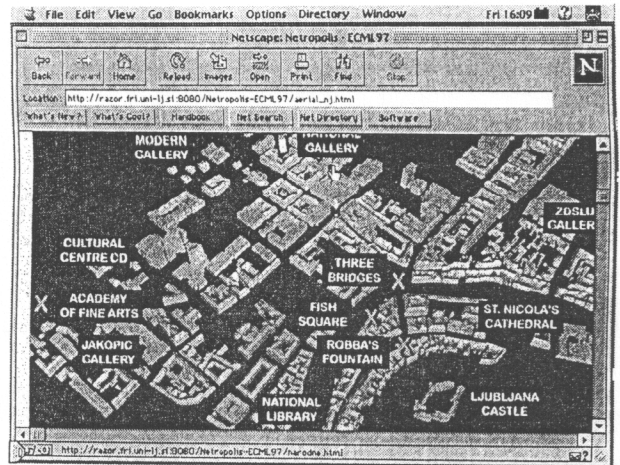 File Edit View Go Bookmarks Options Directory Window Fri 16:09
Netscape: Netropolis - ECML97
Back Forward Home Reload Images Open Print Find Stop
N
Location: http://razor.fri.uni-lj.si:8080/Netropolis-ECML97/aerial_nj.html
What's New? What's Cool? Handbook Net Search Net Directory Software
MODERN
GALLERY
NATIONAL
GALLERY
ZDSLU
GALLER
CULTURAL
CENTRE CD
THREE
BRIDGES
ACADEMY
OF FINE ARTS
FISH
SQUARE
ST. NICOLA'S
CATHEDRAL
JAKOPIC
GALLERY
ROBBA'S
FOUNTAIN
NATIONAL
LIBRARY
LJUBLJANA
CASTLE
http://razor.fri.uni-lj.si:8080/Netropolis-ECML97/narodna.html